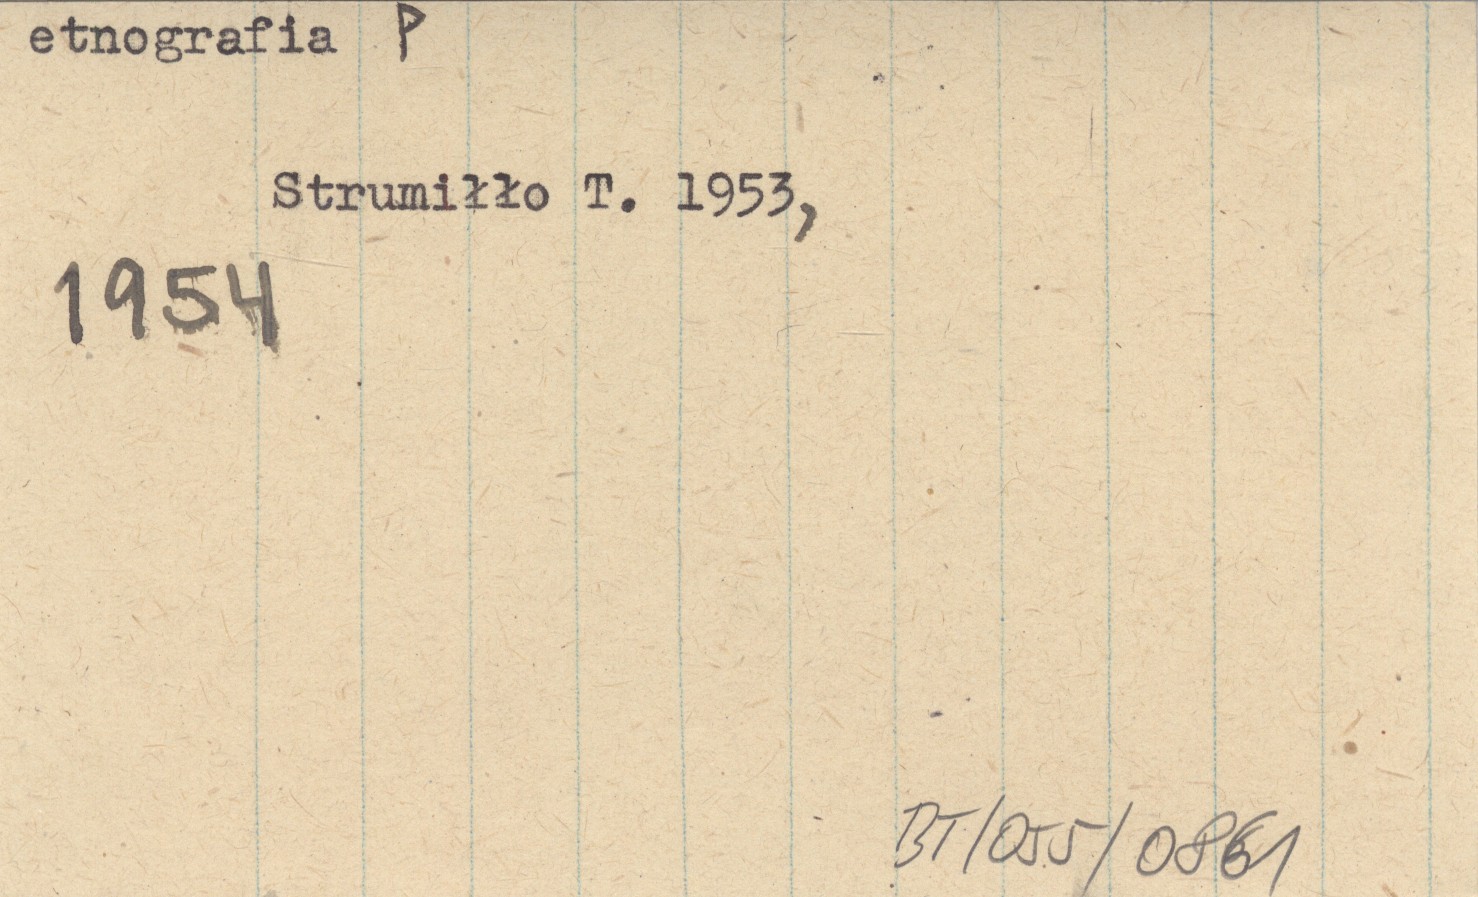 etnografia P
Strumiłło T. 1953,
1954
BT/055/0861